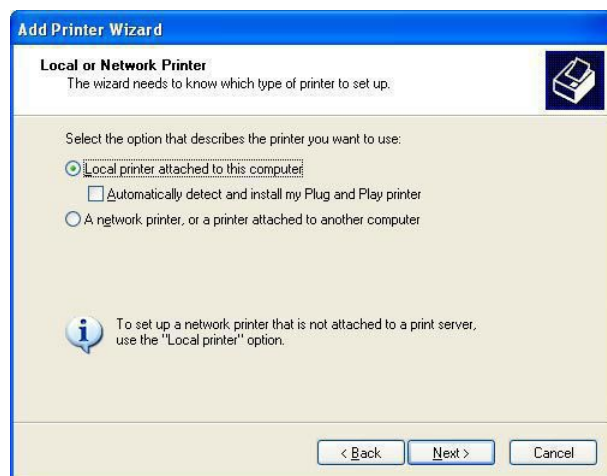 Add Printer Wizard
Local or Network Printer
The wizard needs to know which type of printer to set up.
Select the option that describes the printer you want to use:
Local printer attached to this computer
Automatically detect and install my Plug and Play printer
A network printer, or a printer attached to another computer
To set up a network printer that is not attached to a print server,
use the "Local printer" option.
< Back Next > Cancel